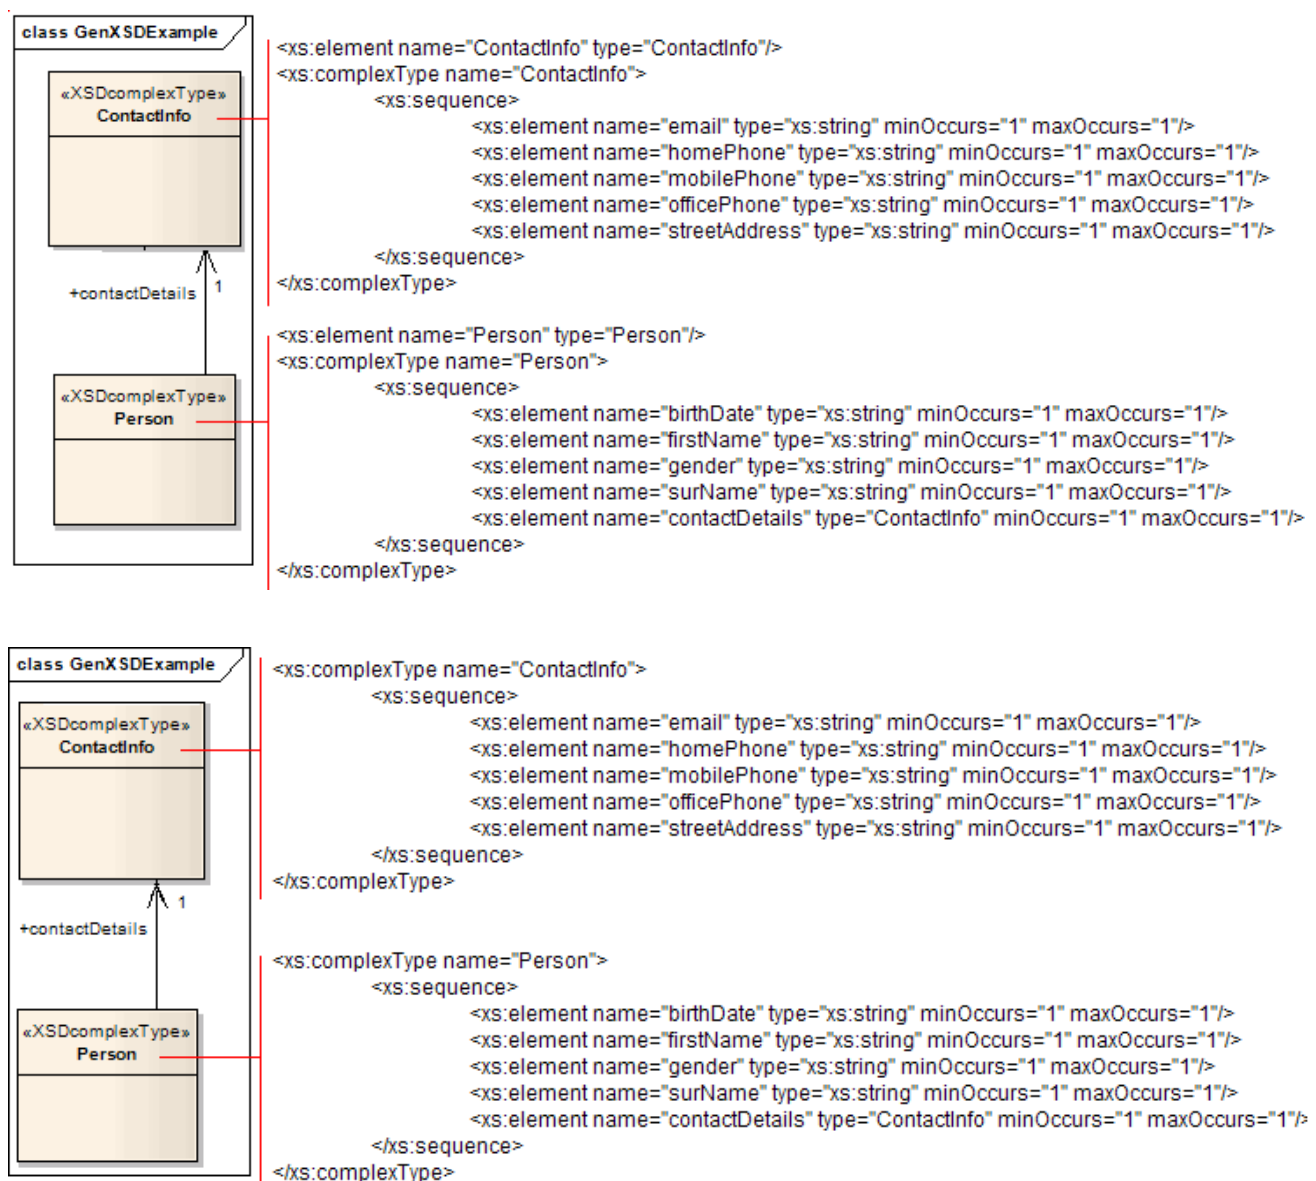 class GenXSDExample
«XSDcomplexType»
ContactInfo
+contactDetails
1
«XSDcomplexType»
Person
<xs:element name="ContactInfo" type="ContactInfo"/>
<xs:complexType name="ContactInfo">
<xs:sequence>
<xs:element name="email" type="xs:string" minOccurs="1" maxOccurs="1"/>
<xs:element name="homePhone" type="xs:string" minOccurs="1" maxOccurs="1"/>
<xs:element name="mobilePhone" type="xs:string" minOccurs="1" maxOccurs="1"/>
<xs:element name="officePhone" type="xs:string" minOccurs="1" maxOccurs="1"/>
<xs:element name="streetAddress" type="xs:string" minOccurs="1" maxOccurs="1"/>
</xs:sequence>
</xs:complexType>
<xs:element name="Person" type="Person"/>
<xs:complexType name="Person">
<xs:sequence>
<xs:element name="birthDate" type="xs:string" minOccurs="1" maxOccurs="1"/>
<xs:element name="firstName" type="xs:string" minOccurs="1" maxOccurs="1"/>
<xs:element name="gender" type="xs:string" minOccurs="1" maxOccurs="1"/>
<xs:element name="surName" type="xs:string" minOccurs="1" maxOccurs="1"/>
<xs:element name="contactDetails" type="ContactInfo" minOccurs="1" maxOccurs="1"/>
</xs:sequence>
</xs:complexType>
class GenXSDExample
«XSDcomplexType»
ContactInfo
1
+contactDetails
«XSDcomplexType»
Person
<xs:complexType name="ContactInfo">
<xs:sequence>
<xs:element name="email" type="xs:string" minOccurs="1" maxOccurs="1"/>
<xs:element name="homePhone" type="xs:string" minOccurs="1" maxOccurs="1"/>
<xs:element name="mobilePhone" type="xs:string" minOccurs="1" maxOccurs="1"/>
<xs:element name="officePhone" type="xs:string" minOccurs="1" maxOccurs="1"/>
<xs:element name="streetAddress" type="xs:string" minOccurs="1" maxOccurs="1"/>
</xs:sequence>
</xs:complexType>
<xs:complexType name="Person">
<xs:sequence>
<xs:element name="birthDate" type="xs:string" minOccurs="1" maxOccurs="1"/>
<xs:element name="firstName" type="xs:string" minOccurs="1" maxOccurs="1"/>
<xs:element name="gender" type="xs:string" minOccurs="1" maxOccurs="1"/>
<xs:element name="surName" type="xs:string" minOccurs="1" maxOccurs="1"/>
<xs:element name="contactDetails" type="ContactInfo" minOccurs="1" maxOccurs="1"/>
</xs:sequence>
</xs:complexType>